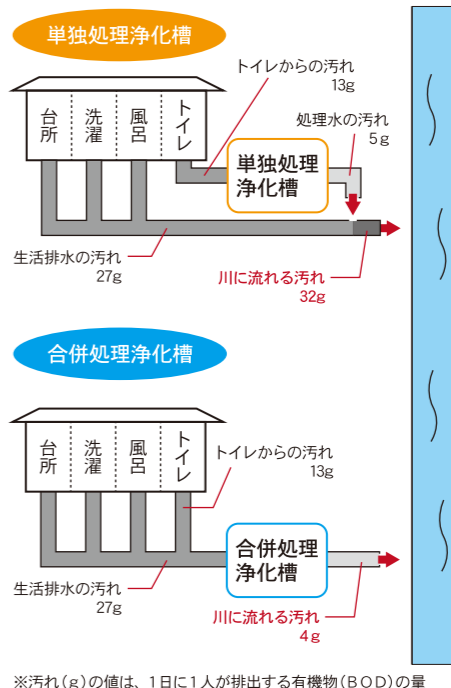 単独処理浄化槽
トイレからの汚れ
13g
処理水の汚れ
5g
台所
洗濯
風呂
トイレ
単独処理
浄化槽
生活排水の汚れ
27g
川に流れる汚れ
32g
合併処理浄化槽
台所
洗濯
風呂
トイレ
トイレからの汚れ
13g
合併処理
浄化槽
生活排水の汚れ
27g
川に流れる汚れ
4g
※汚れ(g)の値は、1日に1人が排出する有機物(BOD)の量